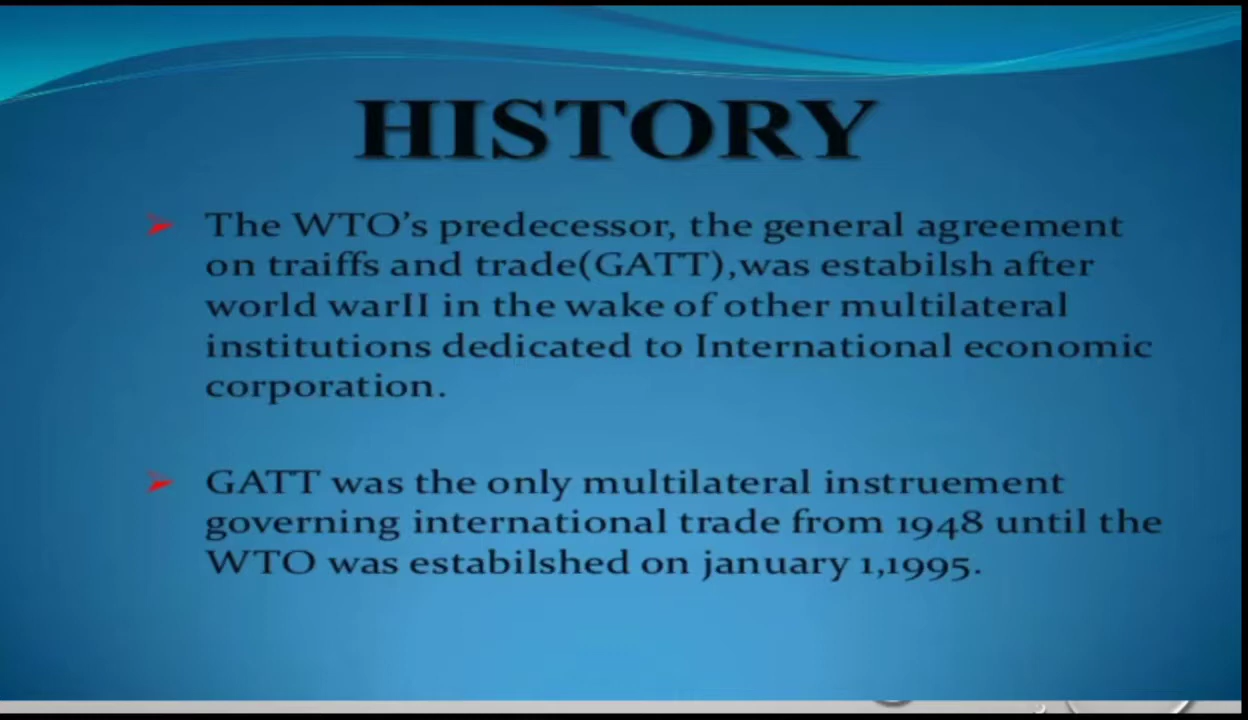 HISTORY
The WTO's predecessor, the general agreement
on traiffs and trade(GATT),was estabilsh after
world warII in the wake of other multilateral
institutions dedicated to International economic
corporation.
GATT was the only multilateral instruement
governing international trade from 1948 until the
WTO was estabilshed on january 1,1995.